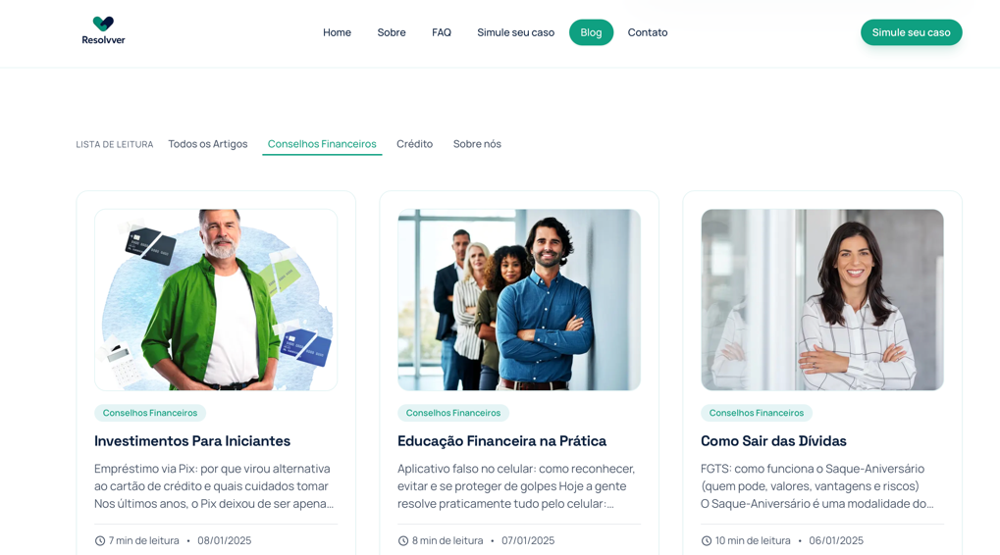 Resolvver
Home
Sobre
FAQ
Simule seu caso
Blog
Contato
Simule seu caso
LISTA DE LEITURA
Todos os Artigos
Conselhos Financeiros
Crédito
Sobre nós
Conselhos Financeiros
Investimentos Para Iniciantes
Empréstimo via Pix: por que virou alternativa
ao cartão de crédito e quais cuidados tomar
Nos últimos anos, o Pix deixou de ser apena...
7 min de leitura • 08/01/2025
Conselhos Financeiros
Educação Financeira na Prática
Aplicativo falso no celular: como reconhecer,
evitar e se proteger de golpes Hoje a gente
resolve praticamente tudo pelo celular:...
8 min de leitura • 07/01/2025
Conselhos Financeiros
Como Sair das Dívidas
FGTS: como funciona o Saque-Aniversário
(quem pode, valores, vantagens e riscos)
O Saque-Aniversário é uma modalidade do...
10 min de leitura • 06/01/2025